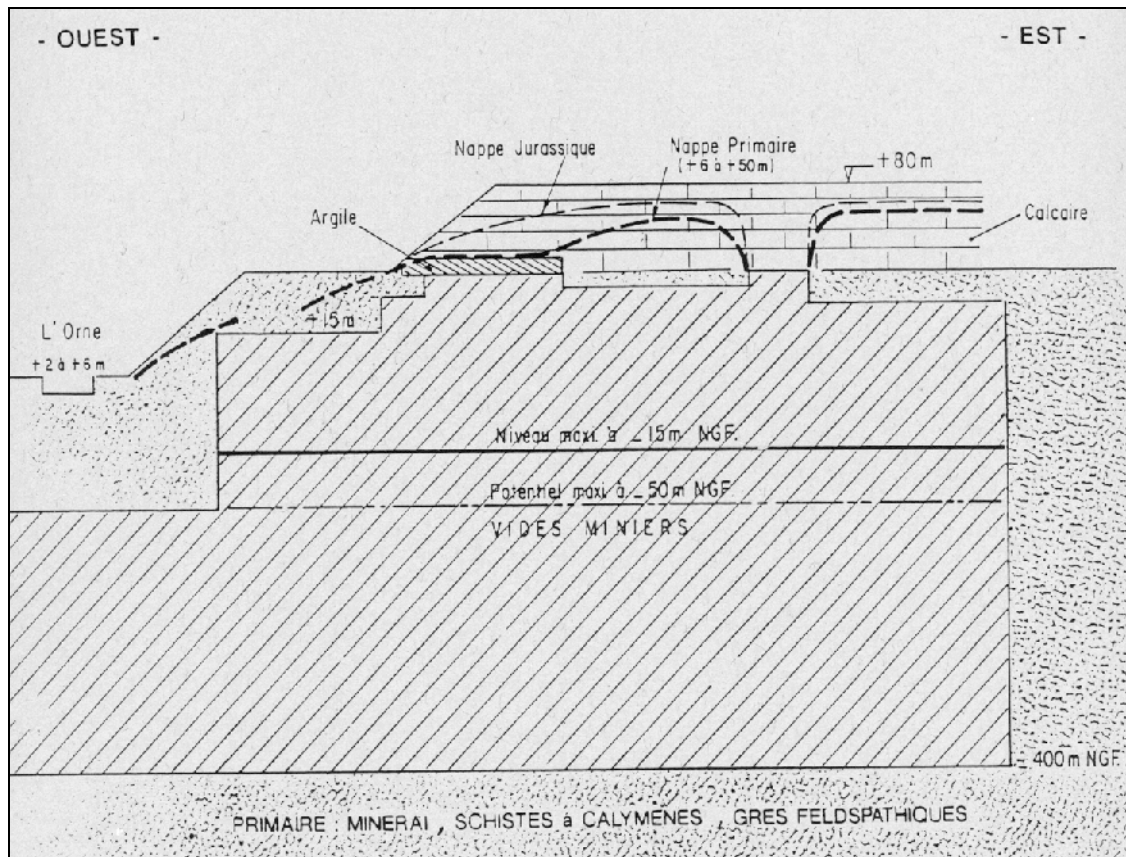 - OUEST -
- EST -
Nappe Jurassique
Nappe Primaire
(+6 à +50m)
+80m
Argile
Calcaire
L'Orne
+2 à +6m
+15m
Niveau maxi à -15m NGF.
Potentiel maxi à -50m NGF.
VIDES MINIERS
- 400m NGF.
PRIMAIRE : MINERAI , SCHISTES à CALYMENES , GRES FELDSPATHIQUES